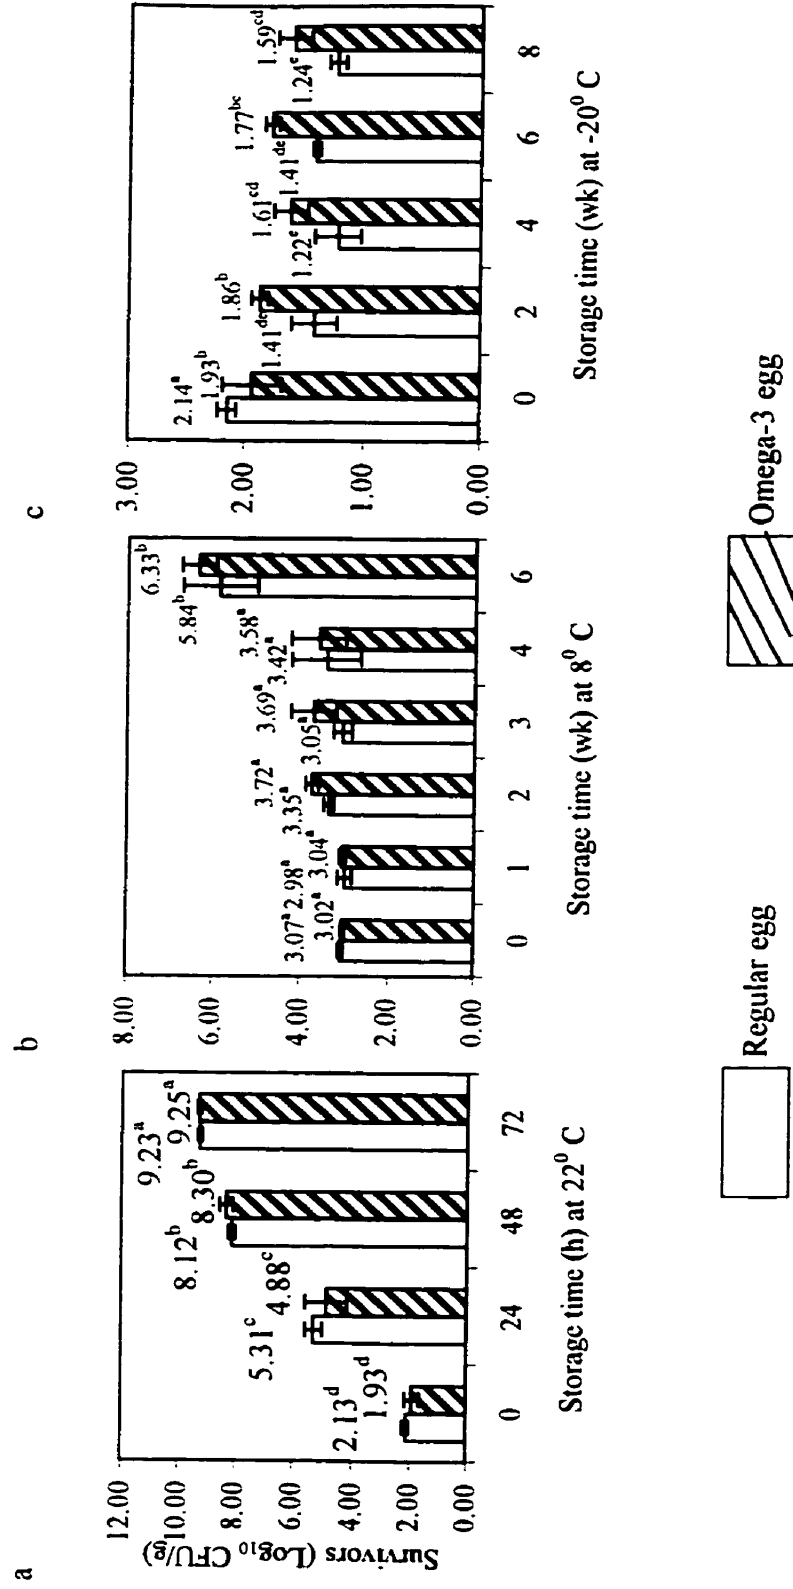 a
Survivors (Log₁₀ CFU/g)
12.00
10.00
8.00
6.00
4.00
2.00
0.00
2.13ᵈ
1.93ᵈ
5.31ᶜ
4.88ᶜ
8.12ᵇ
8.30ᵇ
9.23ᵃ
9.25ᵃ
0 24 48 72
Storage time (h) at 22⁰ C
b
8.00
6.00
4.00
2.00
0.00
3.07ᵃ
3.02ᵃ
2.98ᵃ
3.04ᵃ
3.35ᵃ
3.72ᵃ
3.05ᵃ
3.69ᵃ
3.42ᵃ
3.58ᵃ
5.84ᵇ
6.33ᵇ
0 1 2 3 4 6
Storage time (wk) at 8⁰ C
c
3.00
2.00
1.00
0.00
2.14ᵃ
1.93ᵇ
1.41ᵈᵉ
1.86ᵇ
1.22ᵉ
1.61ᶜᵈ
1.41ᵈᵉ
1.77ᵇᶜ
1.24ᵉ
1.59ᶜᵈ
0 2 4 6 8
Storage time (wk) at -20⁰ C
Regular egg
Omega-3 egg